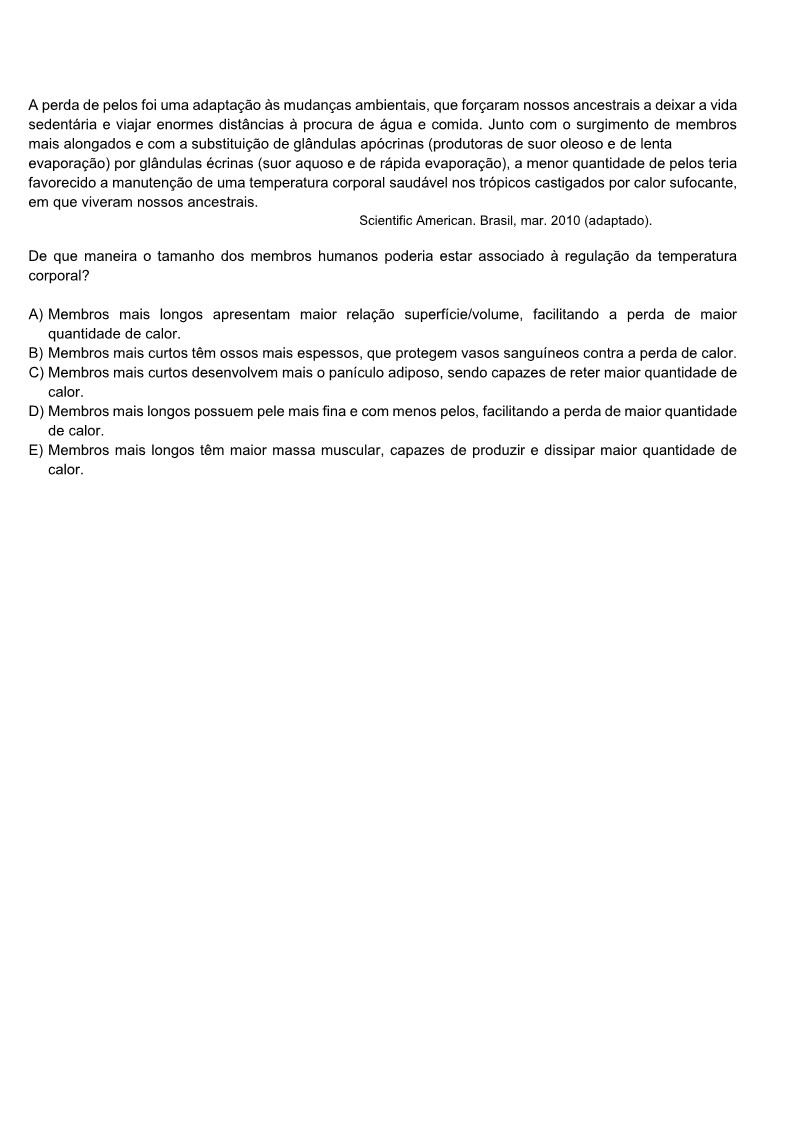 A perda de pelos foi uma adaptação às mudanças ambientais, que forçaram nossos ancestrais a deixar a vida
sedentária e viajar enormes distâncias à procura de água e comida. Junto com o surgimento de membros
mais alongados e com a substituição de glândulas apócrinas (produtoras de suor oleoso e de lenta
evaporação) por glândulas écrinas (suor aquoso e de rápida evaporação), a menor quantidade de pelos teria
favorecido a manutenção de uma temperatura corporal saudável nos trópicos castigados por calor sufocante,
em que viveram nossos ancestrais.
Scientific American. Brasil, mar. 2010 (adaptado).
De que maneira o tamanho dos membros humanos poderia estar associado à regulação da temperatura
corporal?
A) Membros mais longos apresentam maior relação superfície/volume, facilitando a perda de maior
quantidade de calor.
B) Membros mais curtos têm ossos mais espessos, que protegem vasos sanguíneos contra a perda de calor.
C) Membros mais curtos desenvolvem mais o panículo adiposo, sendo capazes de reter maior quantidade de
calor.
D) Membros mais longos possuem pele mais fina e com menos pelos, facilitando a perda de maior quantidade
de calor.
E) Membros mais longos têm maior massa muscular, capazes de produzir e dissipar maior quantidade de
calor.